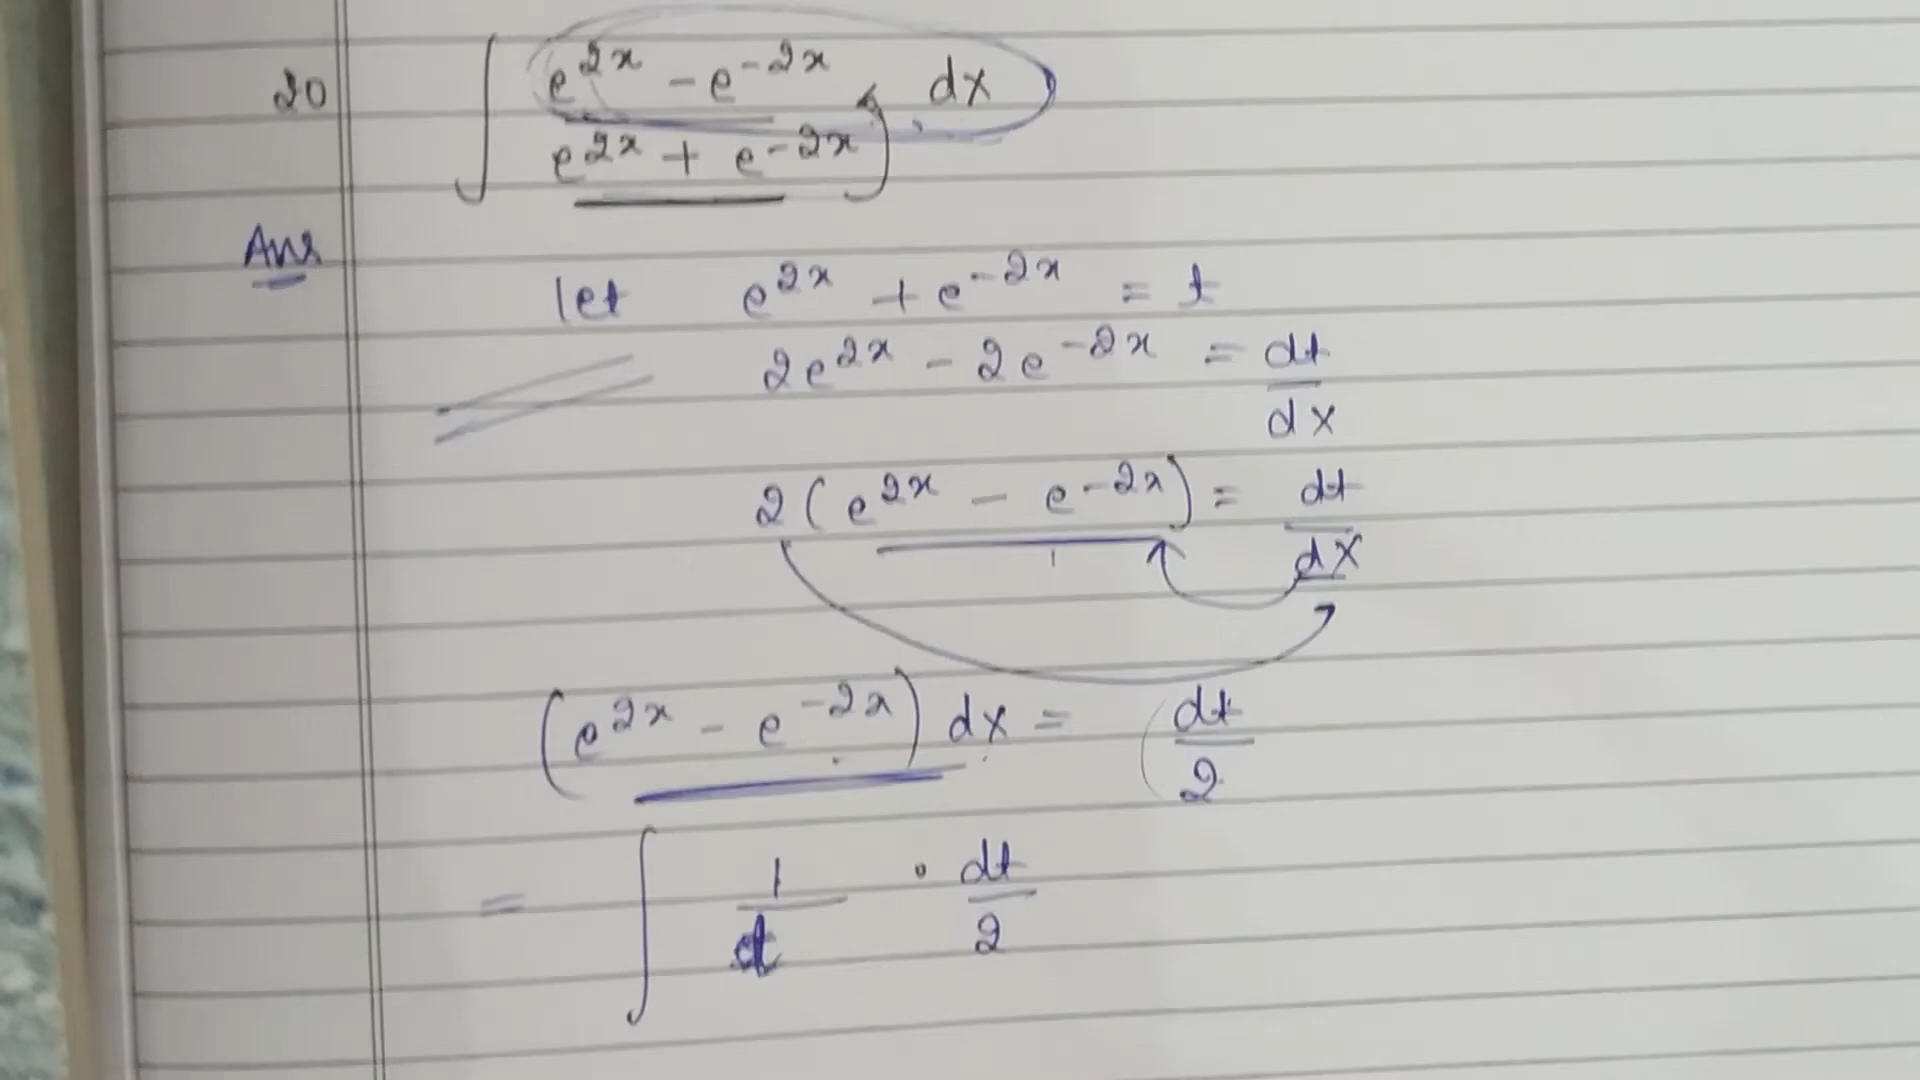 20 ∫ (e^2x - e^-2x) / (e^2x + e^-2x) dx
Ans
let e^2x + e^-2x = t
2e^2x - 2e^-2x = dt/dx
2(e^2x - e^-2x) = dt/dx
(e^2x - e^-2x) dx = dt/2
= ∫ 1/t · dt/2